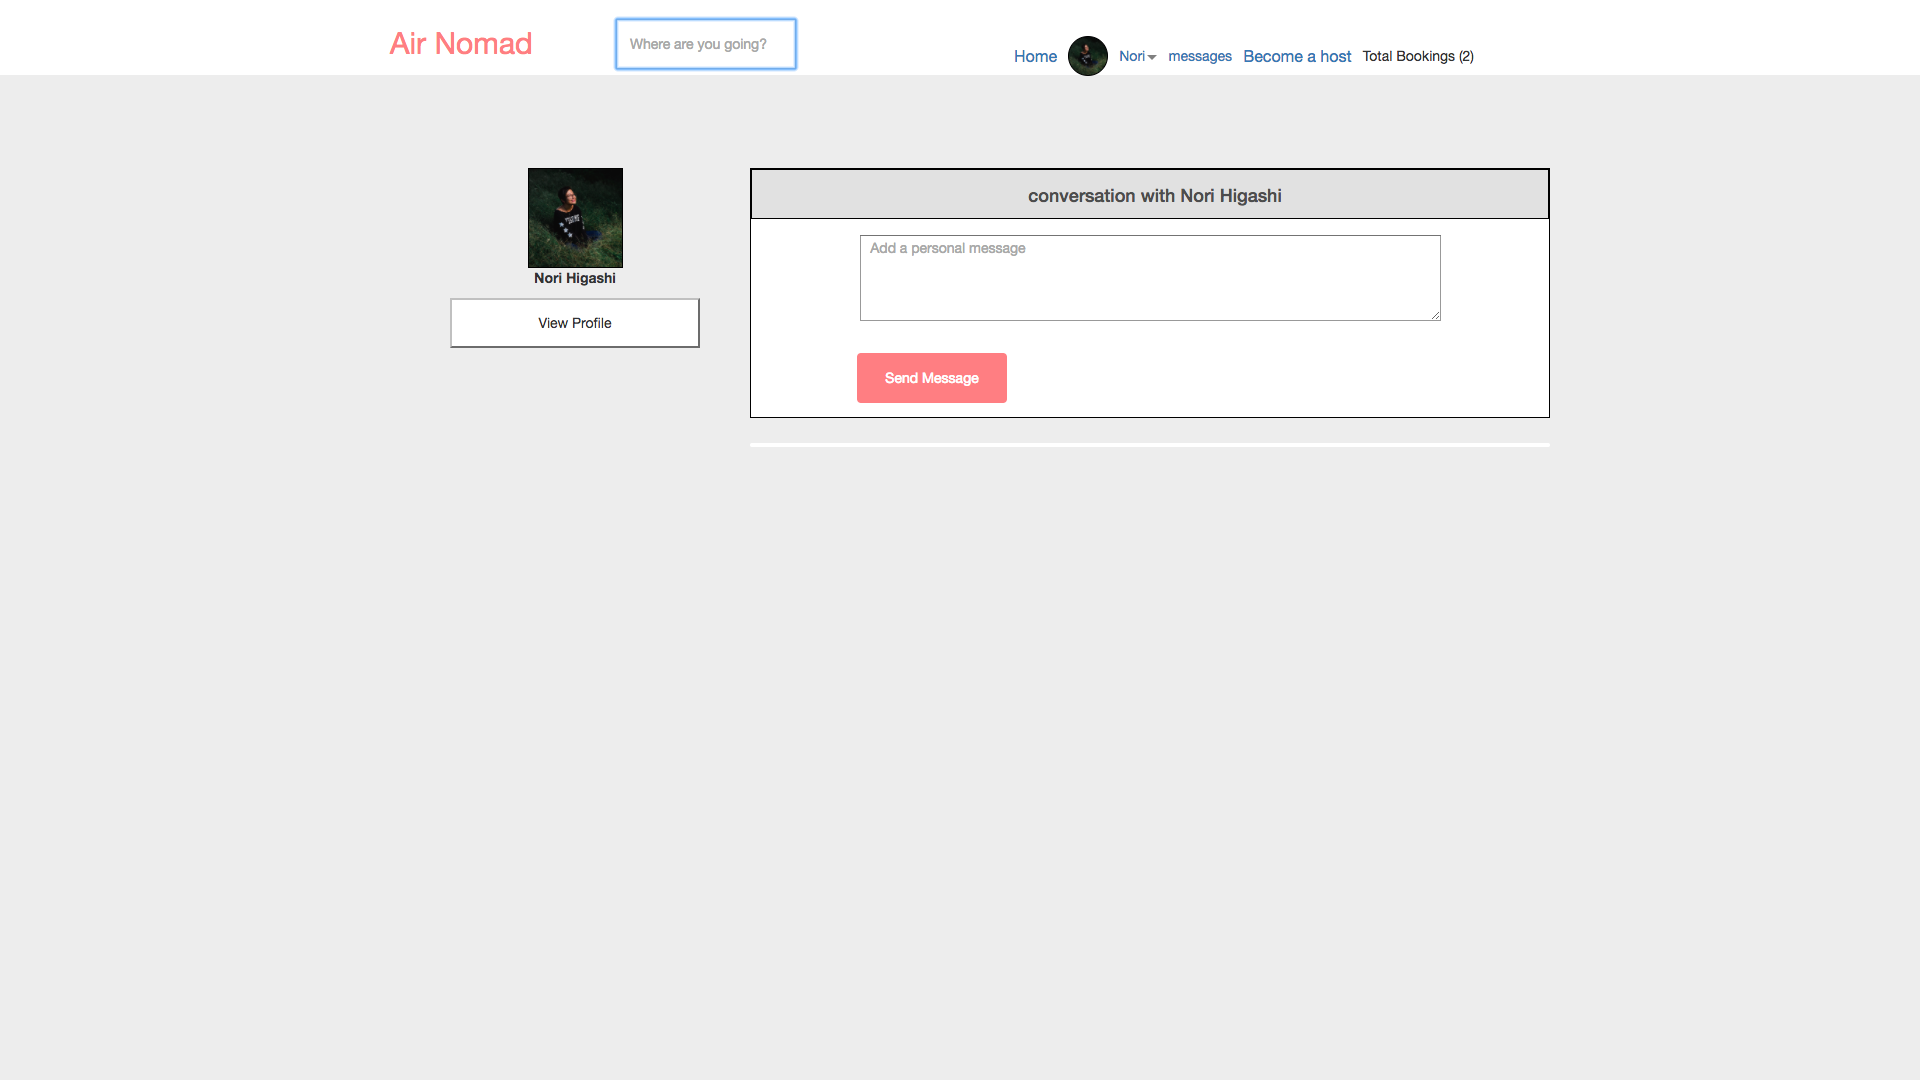 Air Nomad
Where are you going?
Home
Nori
messages
Become a host
Total Bookings (2)
Nori Higashi
View Profile
conversation with Nori Higashi
Add a personal message
Send Message